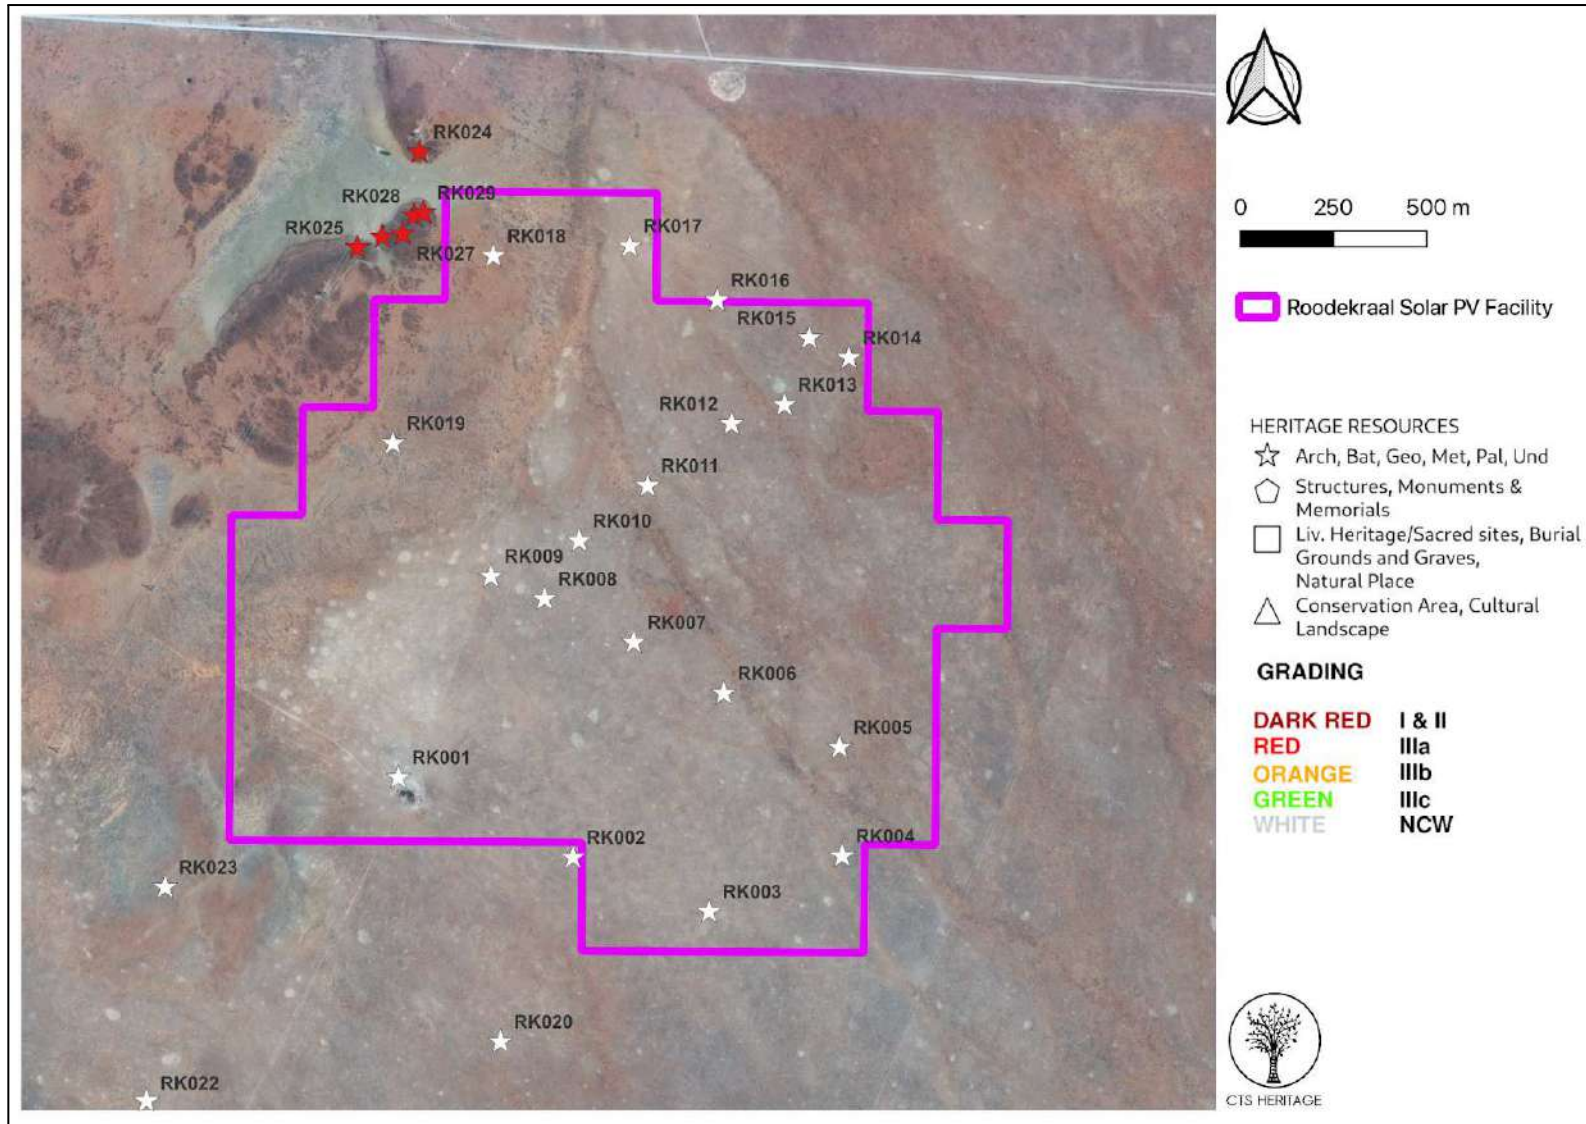 RK024
RK028
RK029
RK025
RK027
RK018
RK017
RK016
RK015
RK014
RK013
RK012
RK019
RK011
RK010
RK009
RK008
RK007
RK006
RK005
RK001
RK002
RK004
RK023
RK003
RK020
RK022
0 250 500 m
Roodekraal Solar PV Facility
HERITAGE RESOURCES
Arch, Bat, Geo, Met, Pal, Und
Structures, Monuments &
Memorials
Liv. Heritage/Sacred sites, Burial
Grounds and Graves,
Natural Place
Conservation Area, Cultural
Landscape
GRADING
DARK RED I & II
RED IIIa
ORANGE IIIb
GREEN IIIc
WHITE NCW
CTS HERITAGE